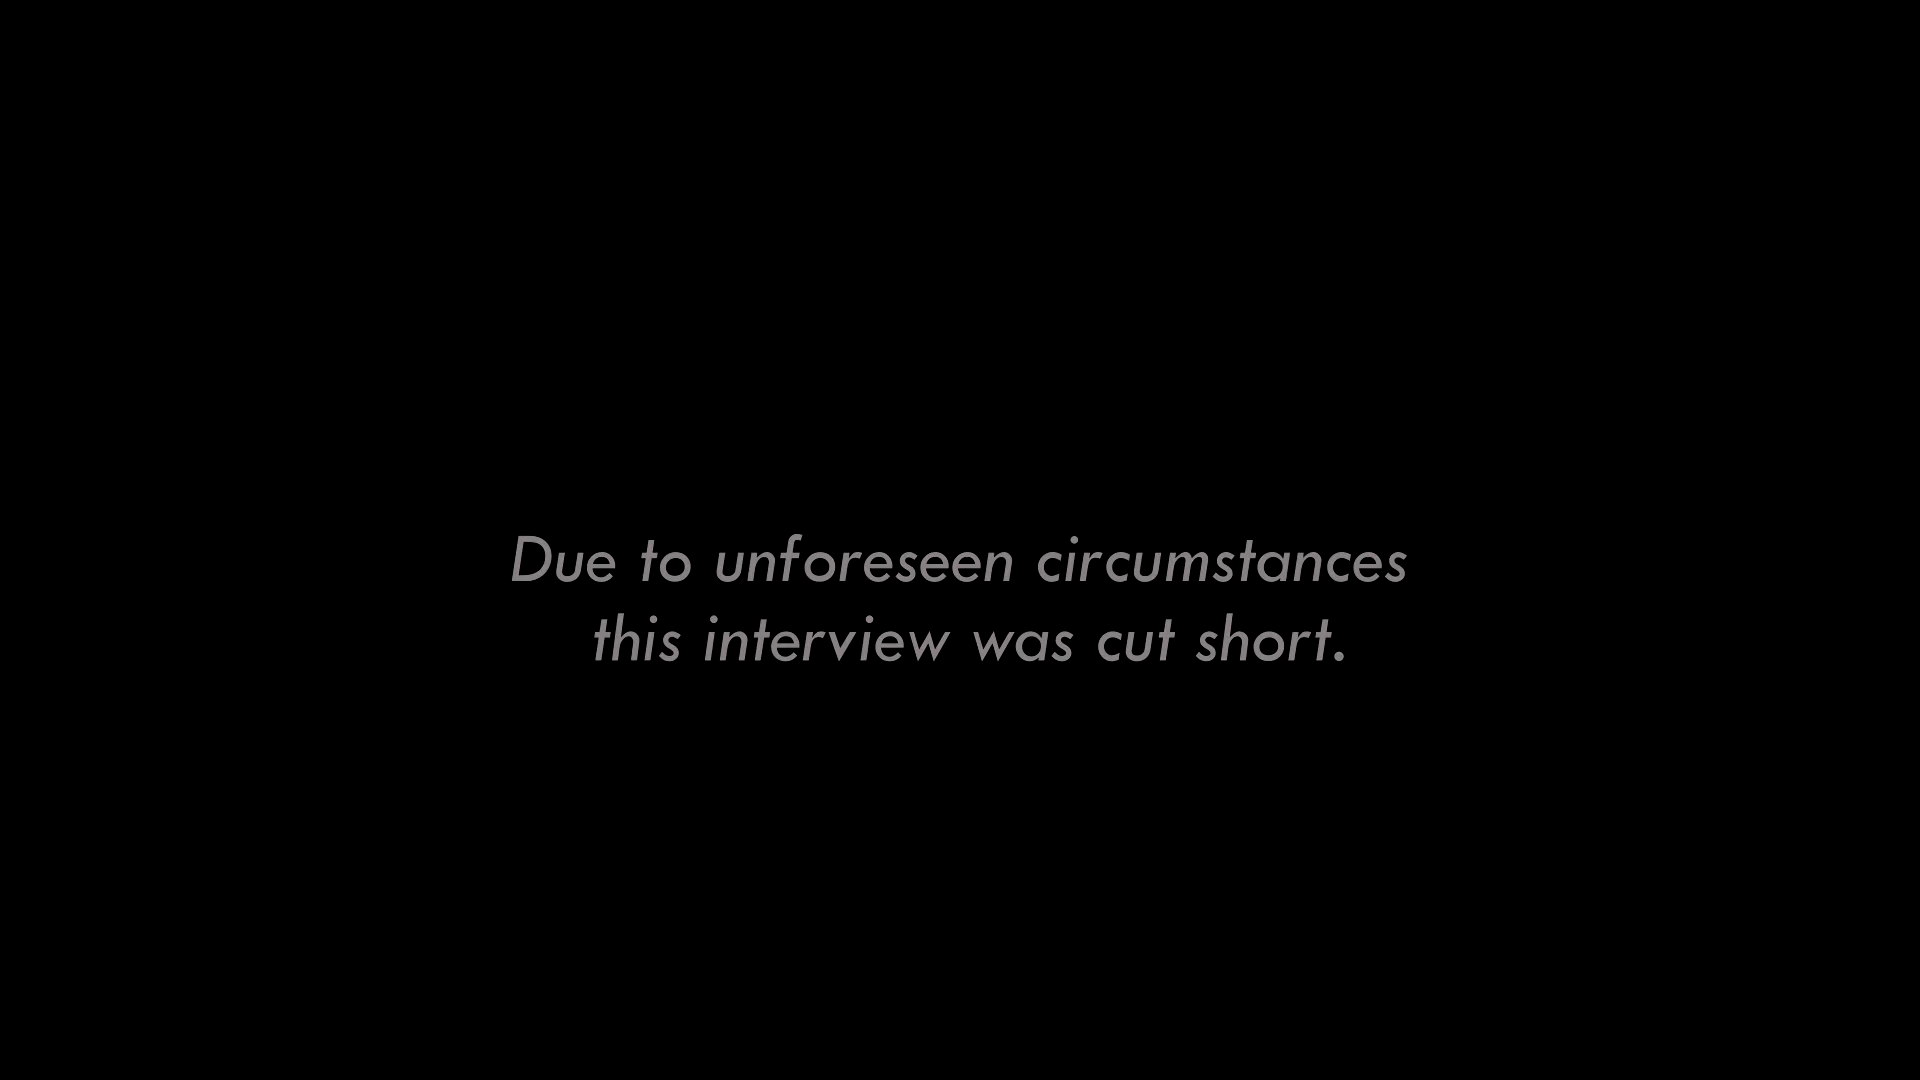 Due to unforeseen circumstances
this interview was cut short.